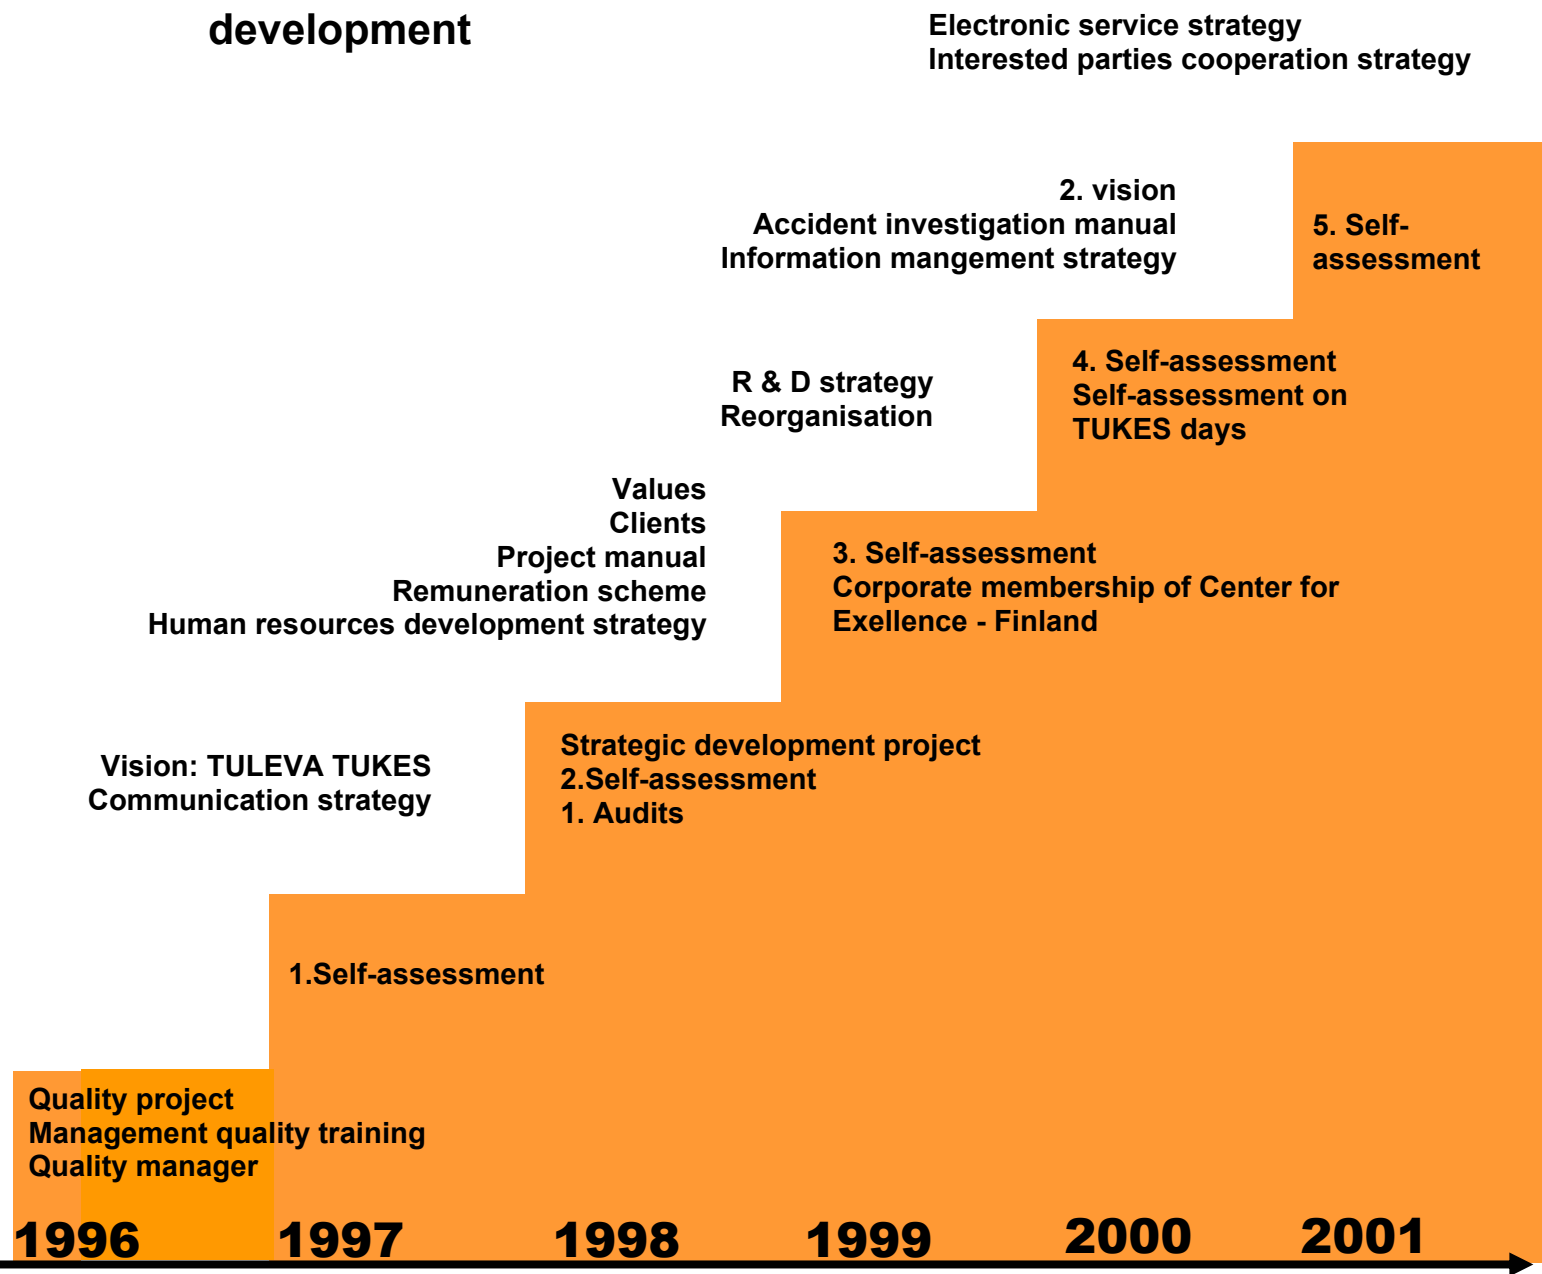 development
Electronic service strategy
Interested parties cooperation strategy
2. vision
Accident investigation manual
Information mangement strategy
5. Self-
assessment
R & D strategy
Reorganisation
4. Self-assessment
Self-assessment on
TUKES days
Values
Clients
Project manual
Remuneration scheme
Human resources development strategy
3. Self-assessment
Corporate membership of Center for
Exellence - Finland
Vision: TULEVA TUKES
Communication strategy
Strategic development project
2.Self-assessment
1. Audits
1.Self-assessment
Quality project
Management quality training
Quality manager
1996 1997 1998 1999 2000 2001